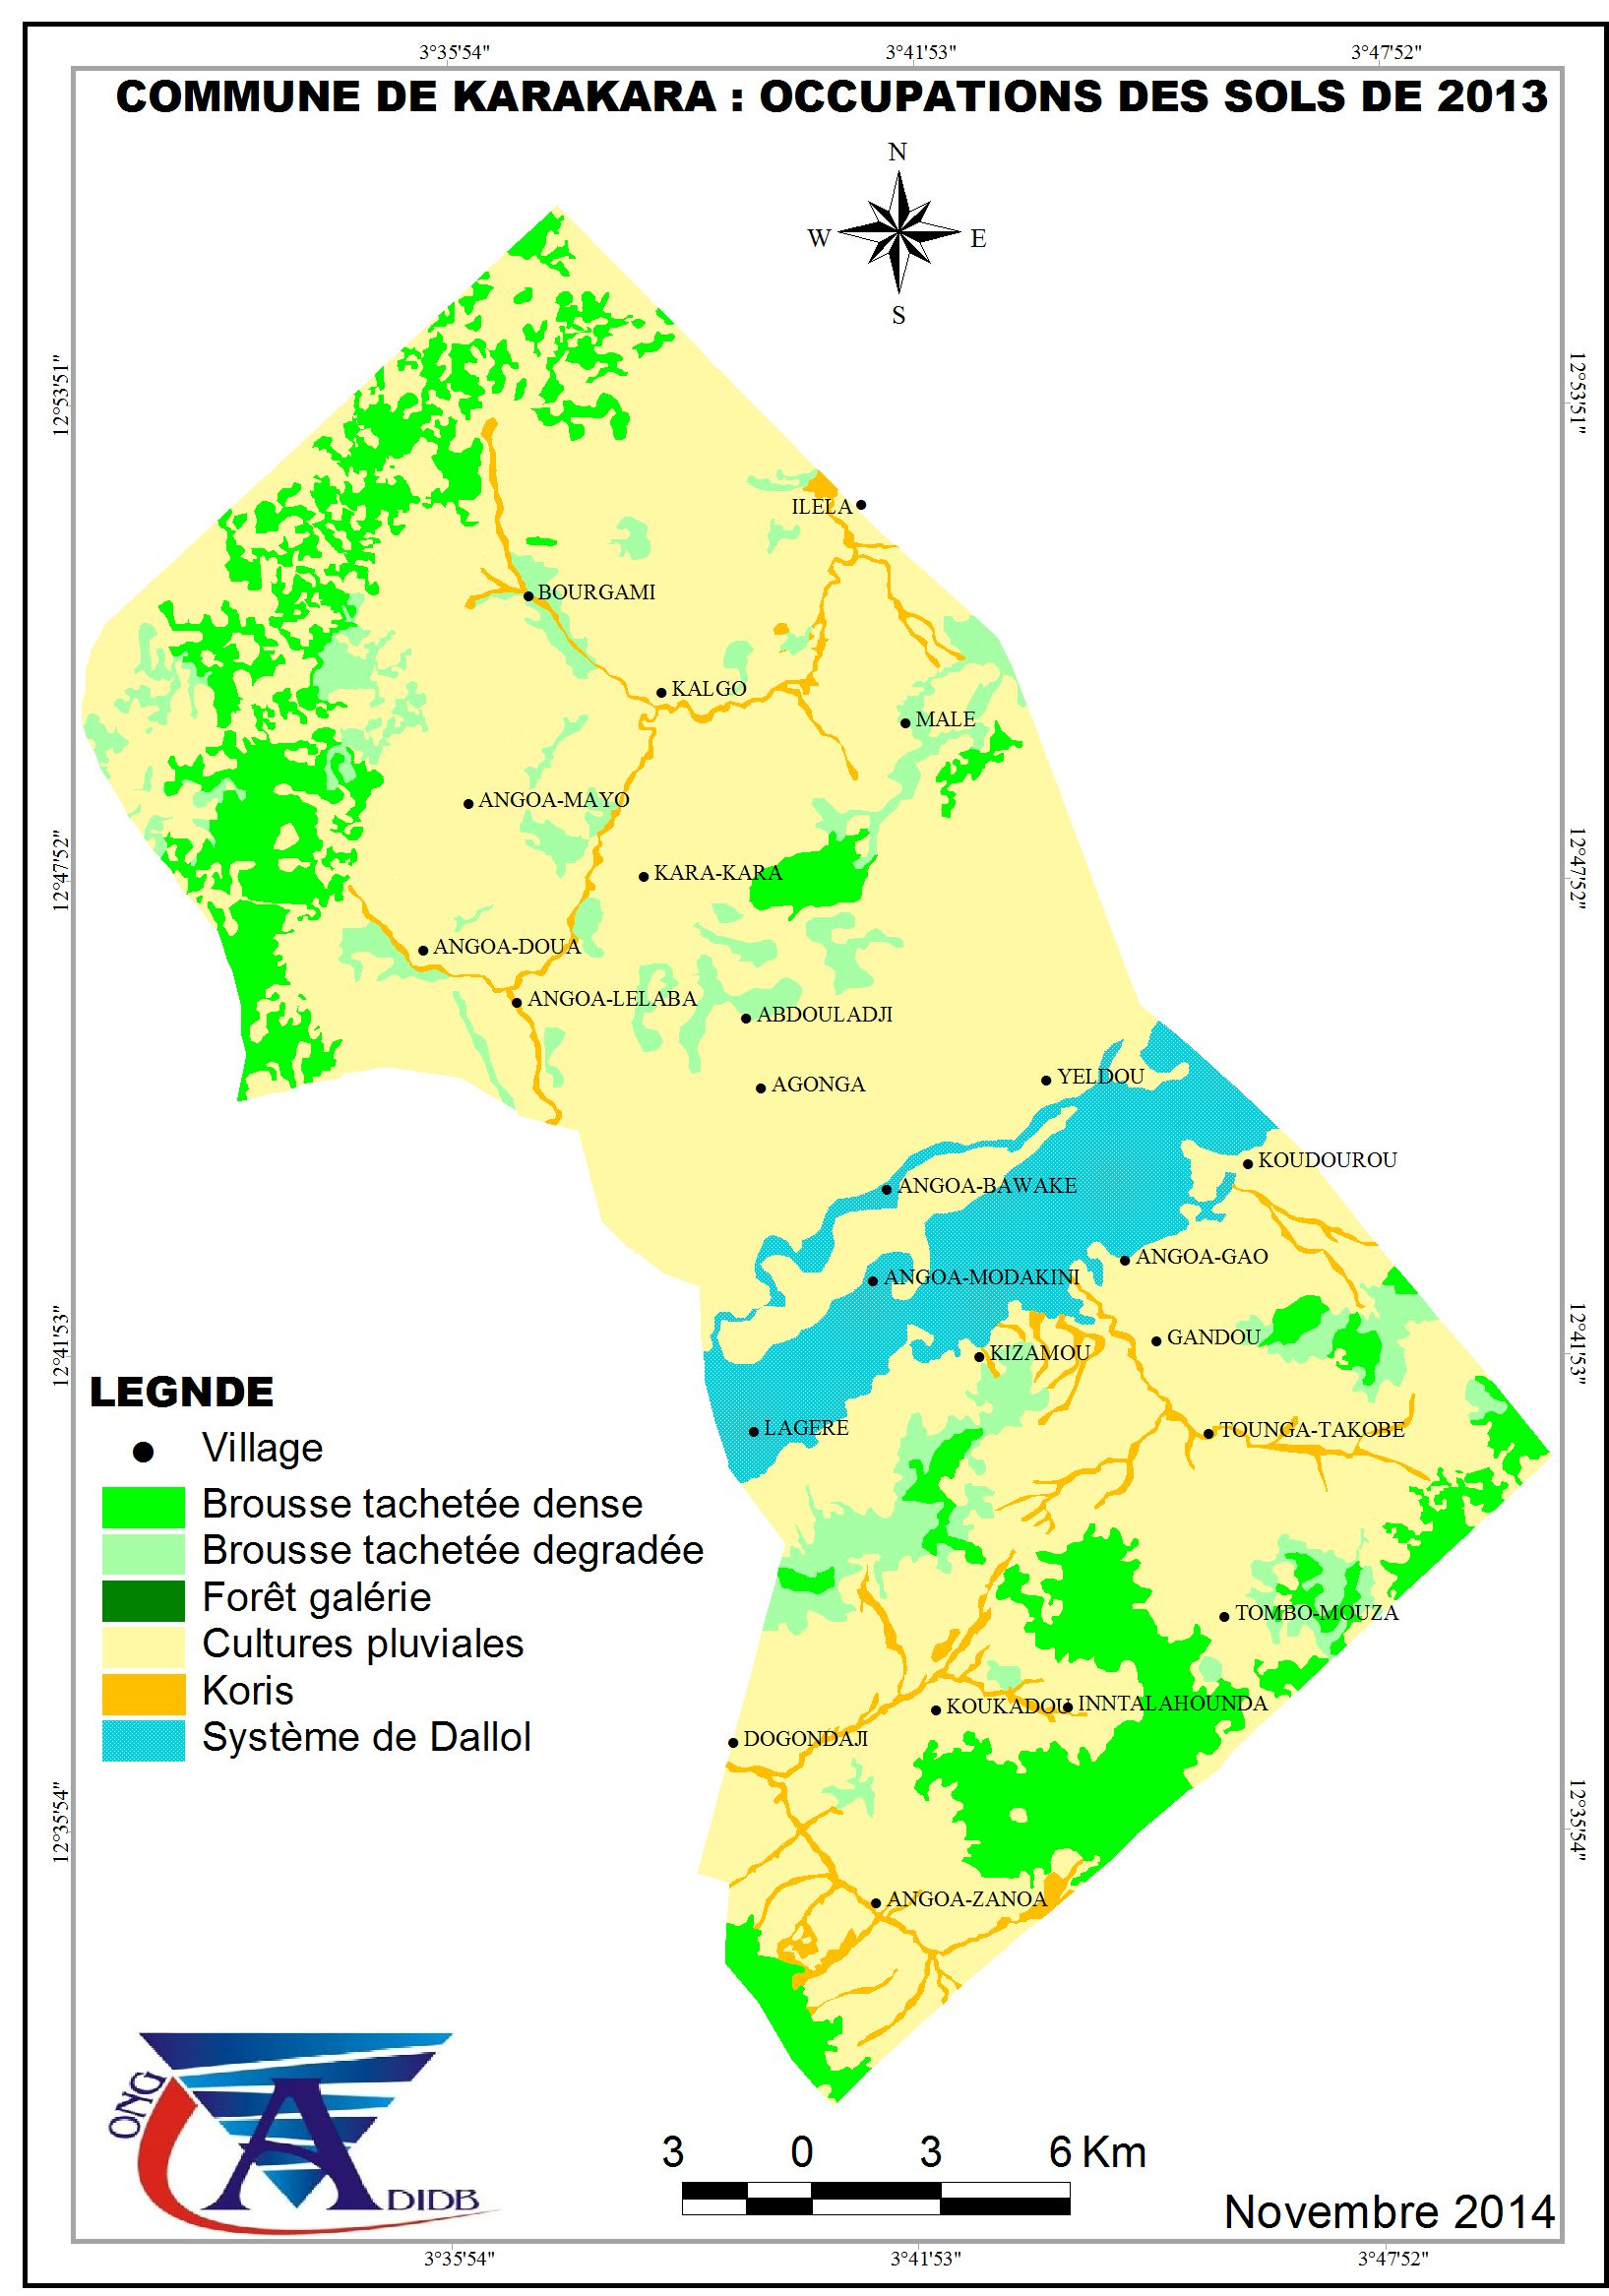 3°35'54" 3°41'53" 3°47'52"
COMMUNE DE KARAKARA : OCCUPATIONS DES SOLS DE 2013
N
W E
S
12°53'51" 12°53'51"
ILELA
BOURGAMI
KALGO
MALE
ANGOA-MAYO
12°47'52" 12°47'52"
KARA-KARA
ANGOA-DOUA
ANGOA-LELABA
ABDOULADJI
YELDOU
AGONGA
KOUDOUROU
ANGOA-BAWAKE
ANGOA-GAO
ANGOA-MODAKINI
12°41'53" 12°41'53"
GANDOU
KIZAMOU
LAGERE
TOUNGA-TAKOBE
LEGNDE
Village
Brousse tachetée dense
Brousse tachetée degradée
Forêt galérie
Cultures pluviales
Koris
Système de Dallol
TOMBO-MOUZA
KOUKADOU
INNTALAHOUNDA
DOGONDAJI
12°35'54" 12°35'54"
ANGOA-ZANOA
ONG
ADIDB
3 0 3 6 Km
Novembre 2014
3°35'54" 3°41'53" 3°47'52"